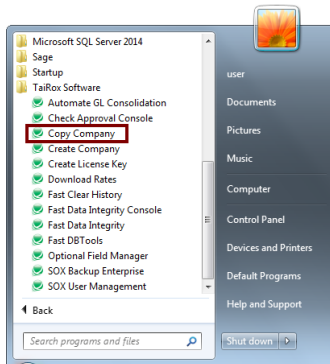 Microsoft SQL Server 2014
Sage
Startup
TaiRox Software
Automate GL Consolidation
Check Approval Console
Copy Company
Create Company
Create License Key
Download Rates
Fast Clear History
Fast Data Integrity Console
Fast Data Integrity
Fast DBTools
Optional Field Manager
SOX Backup Enterprise
SOX User Management
Back
Search programs and files
user
Documents
Pictures
Music
Computer
Control Panel
Devices and Printers
Default Programs
Help and Support
Shut down